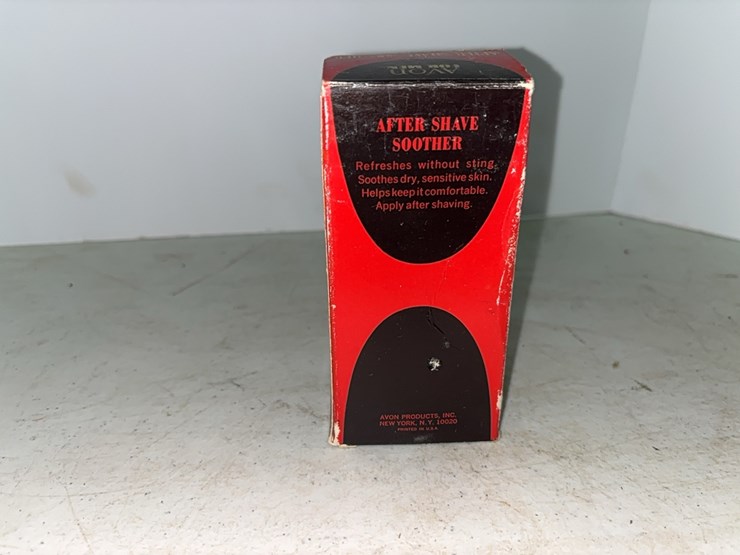 AVON
AFTER-SHAVE
SOOTHER
Refreshes without sting.
Soothes dry, sensitive skin.
Helps keep it comfortable.
Apply after shaving.
AVON PRODUCTS, INC.
NEW YORK, N.Y. 10020
PRINTED IN U.S.A.